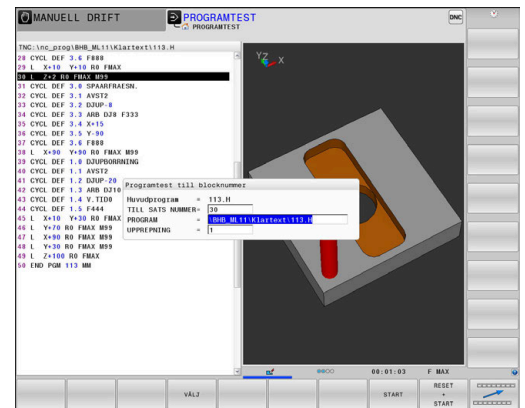 MANUELL DRIFT
PROGRAMTEST
PROGRAMTEST
DNC
TNC:\nc_prog\BHB_ML11\Klartext\113.H
28 CYCL DEF 3.6 F888
29 L X+10 Y+10 R0 FMAX
30 L Z+2 R0 FMAX M99
31 CYCL DEF 3.0 SPAARFRAESN.
32 CYCL DEF 3.1 AVST2
33 CYCL DEF 3.2 DJUP-8
34 CYCL DEF 3.3 ARB DJ8 F333
35 CYCL DEF 3.4 X+15
36 CYCL DEF 3.5 Y-90
37 CYCL DEF 3.6 F888
38 L X+90 Y+90 R0 FMAX M99
39 CYCL DEF 1.0 DJUPBORRNING
40 CYCL DEF 1.1 AVST2
41 CYCL DEF 1.2 DJUP-20
42 CYCL DEF 1.3 ARB DJ10
43 CYCL DEF 1.4 V.TID0
44 CYCL DEF 1.5 F444
45 L X+10 Y+30 R0 FMAX
46 L Y+70 R0 FMAX M99
47 L X+90 R0 FMAX M99
48 L Y+30 R0 FMAX M99
49 L Z+100 R0 FMAX
50 END PGM 113 MM
YZ X
Programtest till blocknummer
Huvudprogram = 113.H
TILL SATS NUMMER= 30
PROGRAM = \BHB_ML11\Klartext\113.H
UPPREPNING = 1
00:01:03 F MAX
VÄLJ
START
RESET
+
START